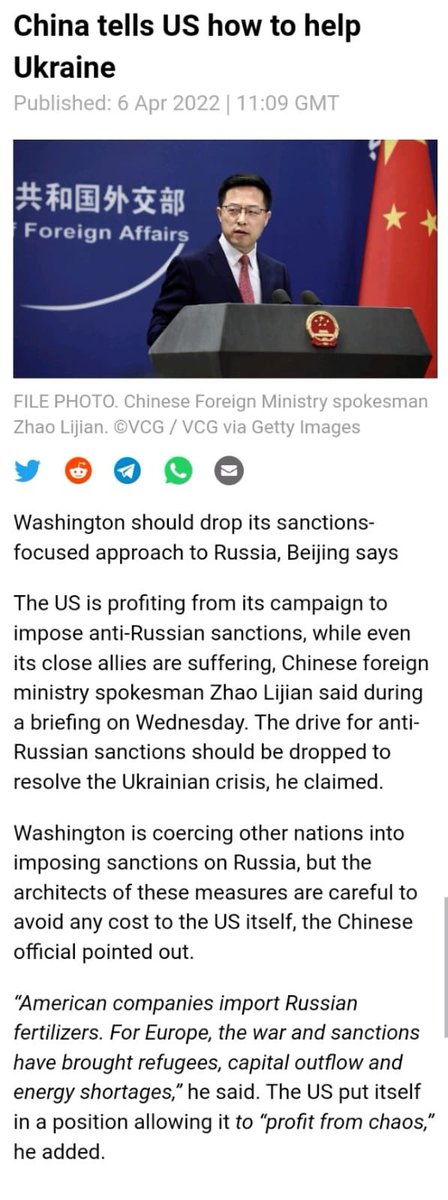 China tells US how to help
Ukraine
Published: 6 Apr 2022 | 11:09 GMT
共和国外交部
Foreign Affairs
FILE PHOTO. Chinese Foreign Ministry spokesman
Zhao Lijian. ©VCG / VCG via Getty Images
Washington should drop its sanctions-
focused approach to Russia, Beijing says
The US is profiting from its campaign to
impose anti-Russian sanctions, while even
its close allies are suffering, Chinese foreign
ministry spokesman Zhao Lijian said during
a briefing on Wednesday. The drive for anti-
Russian sanctions should be dropped to
resolve the Ukrainian crisis, he claimed.
Washington is coercing other nations into
imposing sanctions on Russia, but the
architects of these measures are careful to
avoid any cost to the US itself, the Chinese
official pointed out.
“American companies import Russian
fertilizers. For Europe, the war and sanctions
have brought refugees, capital outflow and
energy shortages,” he said. The US put itself
in a position allowing it to “profit from chaos,”
he added.